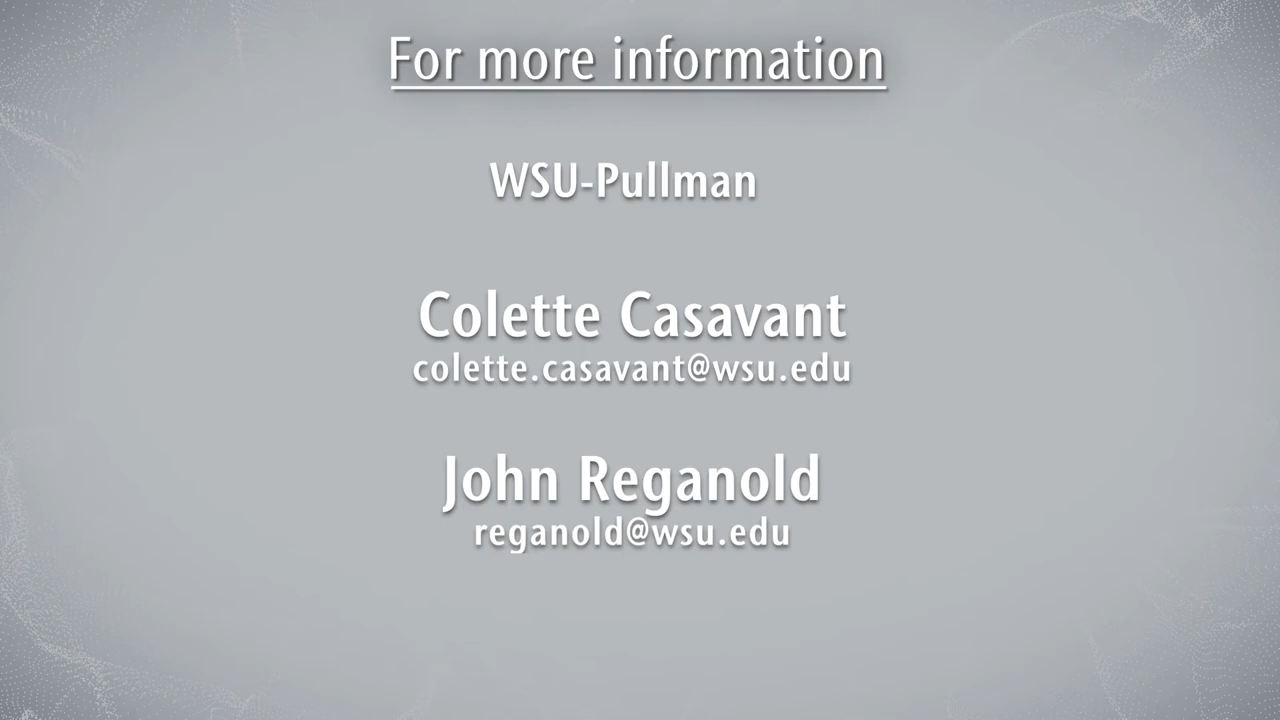 For more information
WSU-Pullman
Colette Casavant
colette.casavant@wsu.edu
John Reganold
reganold@wsu.edu